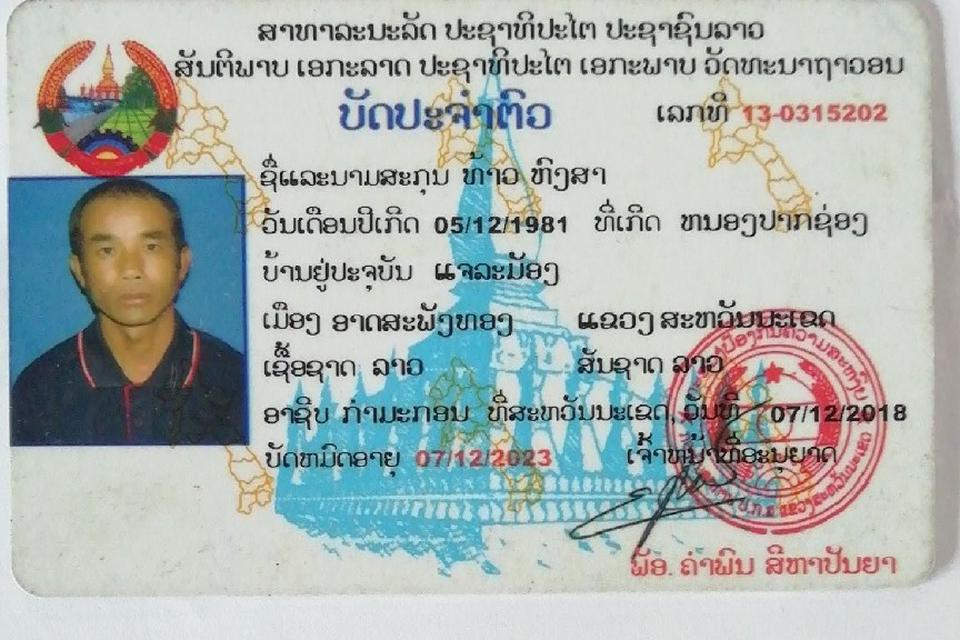 ສາທາລະນະລັດ ປະຊາທິປະໄຕ ປະຊາຊົນລາວ
ສັນຕິພາບ ເອກະລາດ ປະຊາທິປະໄຕ ເອກະພາບ ວັດທະນາຖາວອນ
ບັດປະຈຳຕົວ ເລກທີ 13-0315202
ຊື່ແລະນາມສະກຸນ ທ້າວ ທົງສາ
ວັນເດືອນປີເກີດ 05/12/1981 ທີ່ເກີດ ຫນອງປາກຊ່ອງ
ບ້ານຢູ່ປະຈຸບັນ ແຈລະມັອງ
ເມືອງ ອາດສະພັງທອງ ແຂວງ ສະຫວັນນະເຂດ
ເຊື້ອຊາດ ລາວ ສັນຊາດ ລາວ
ອາຊີບ ກຳມະກອນ ທີ່ສະຫວັນນະເຂດ, ວັນທີ 07/12/2018
ບັດຫມົດອາຍຸ 07/12/2023 ເຈົ້າຫນ້າທີ່ອະນຸຍາດ
ພັອ. ຄຳພົນ ສີຫາປັນຍາ